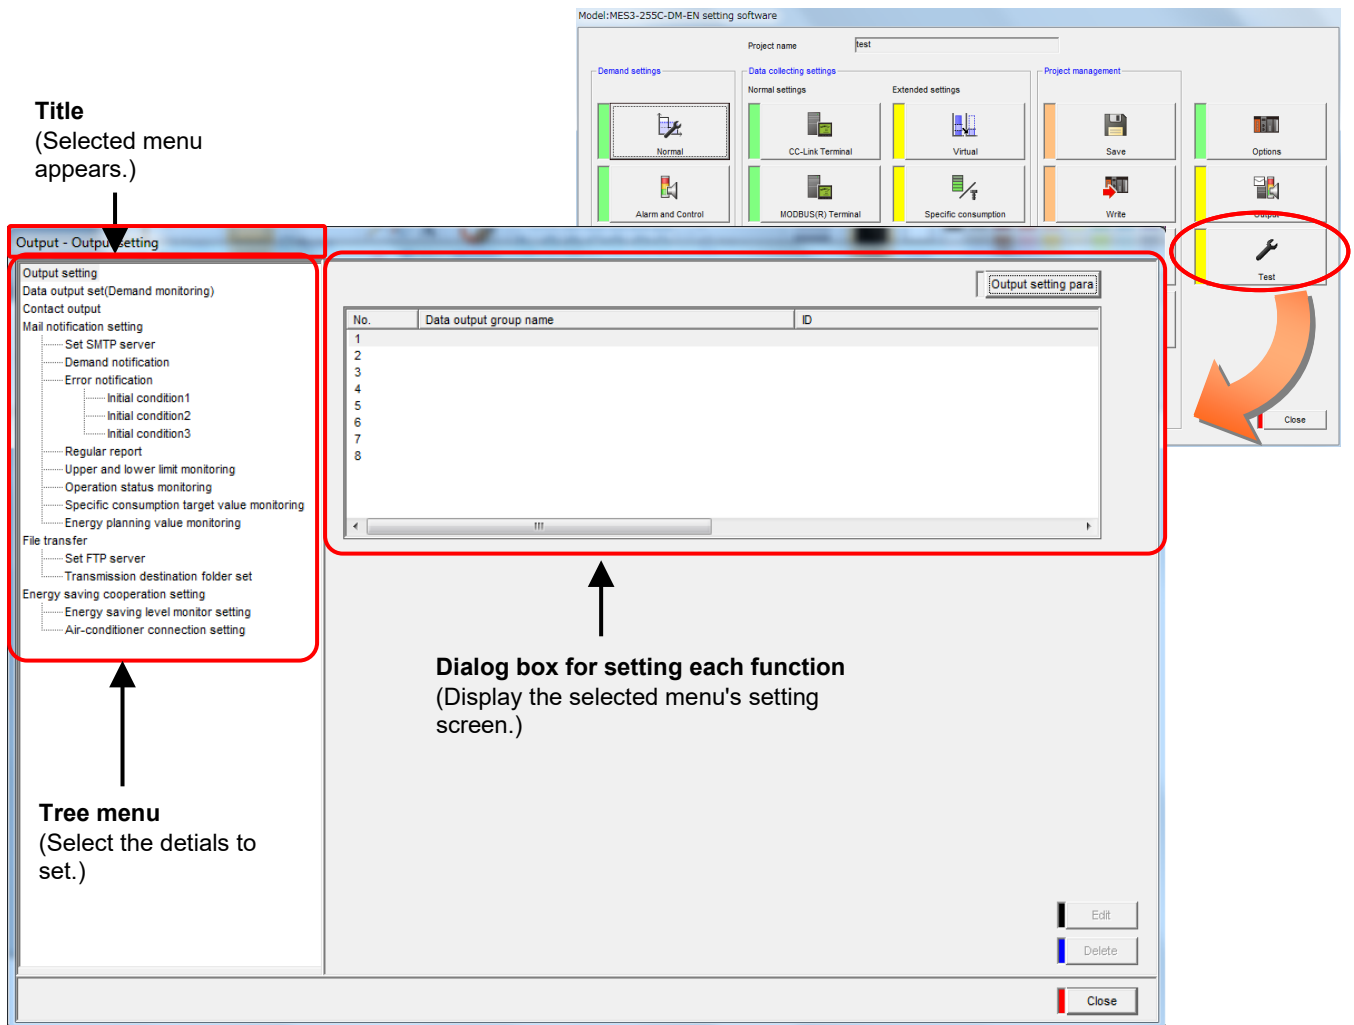 Model:MES3-255C-DM-EN setting software
Project name
test
Demand settings
Data collecting settings
Project management
Normal settings
Extended settings
Normal
CC-Link Terminal
Virtual
Save
Options
Alarm and Control
MODBUS(R) Terminal
Specific consumption
Write
Output
Test
Close
Title
(Selected menu
appears.)
Output - Output setting
Output setting
Data output set(Demand monitoring)
Contact output
Mail notification setting
Set SMTP server
Demand notification
Error notification
Initial condition1
Initial condition2
Initial condition3
Regular report
Upper and lower limit monitoring
Operation status monitoring
Specific consumption target value monitoring
Energy planning value monitoring
File transfer
Set FTP server
Transmission destination folder set
Energy saving cooperation setting
Energy saving level monitor setting
Air-conditioner connection setting
Output setting para
No. Data output group name ID
1
2
3
4
5
6
7
8
Dialog box for setting each function
(Display the selected menu's setting
screen.)
Tree menu
(Select the detials to
set.)
Edit
Delete
Close